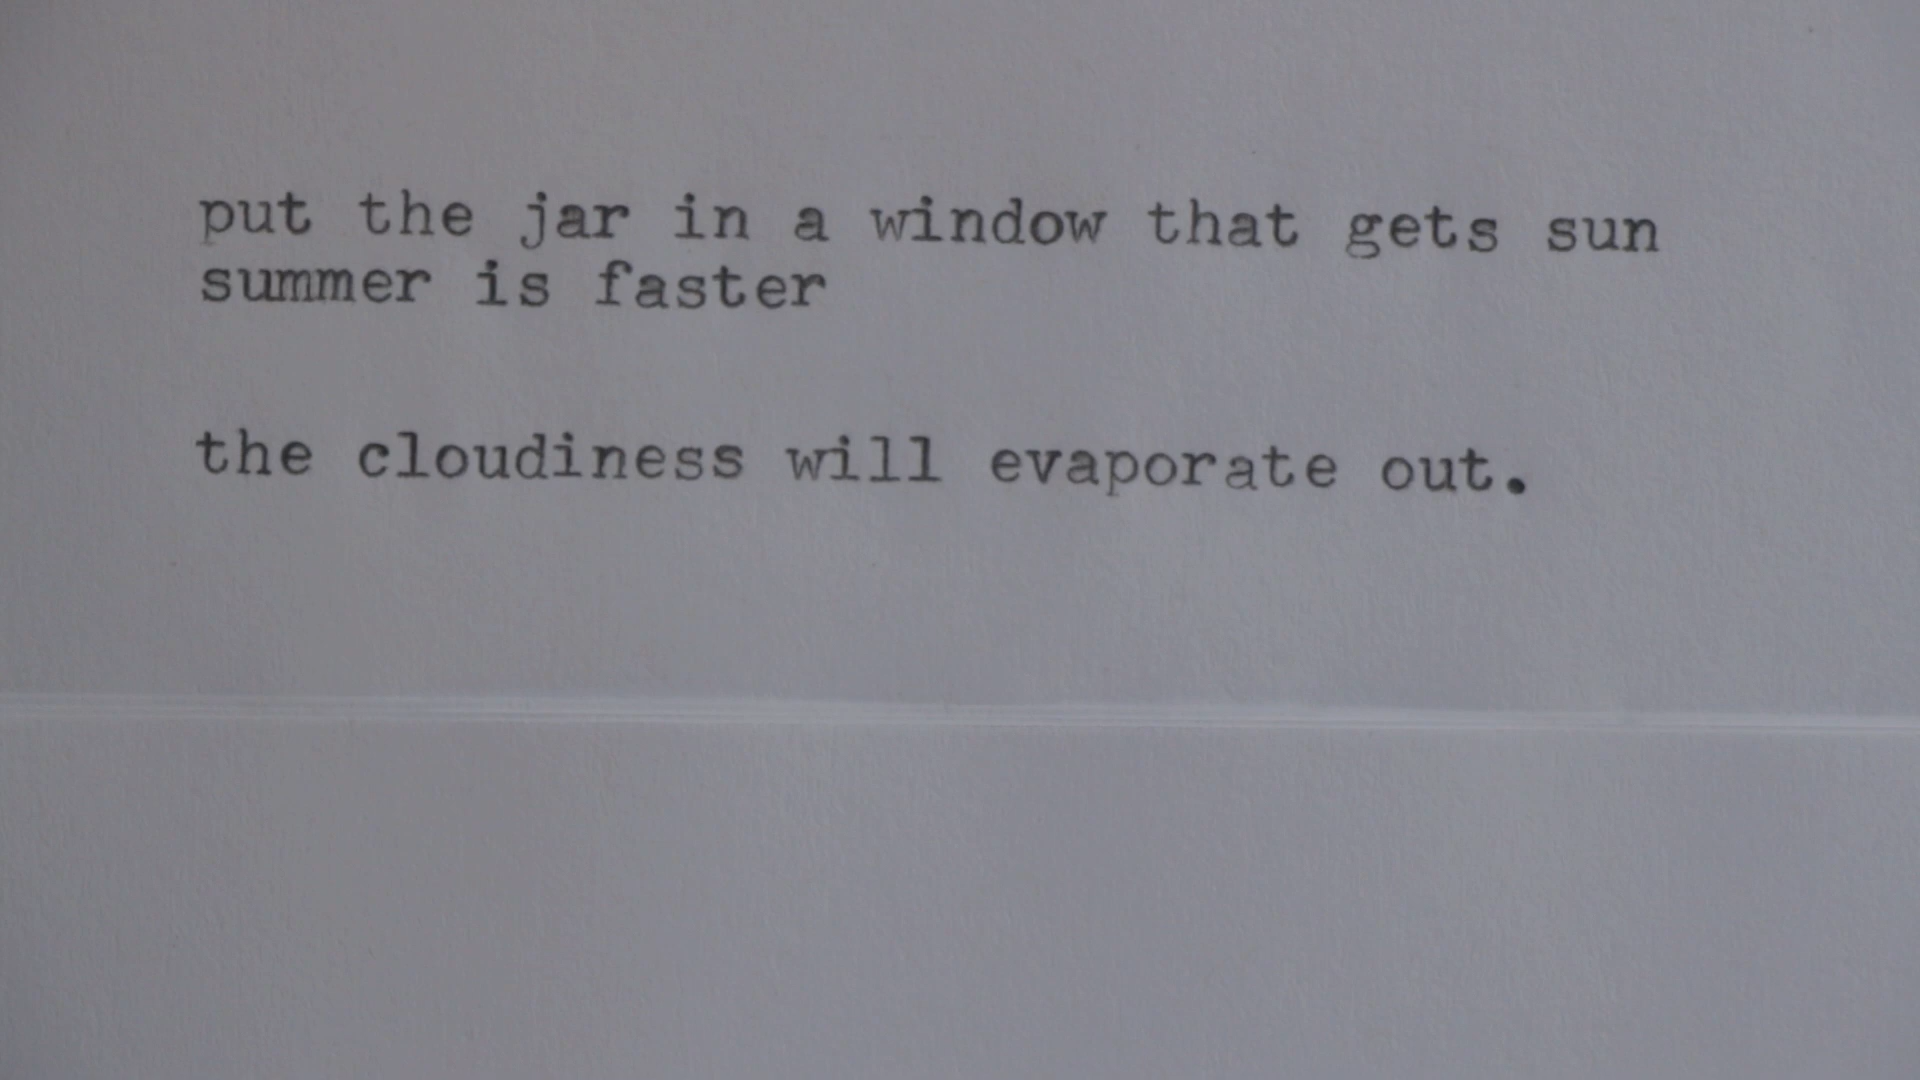 put the jar in a window that gets sun
summer is faster
the cloudiness will evaporate out.